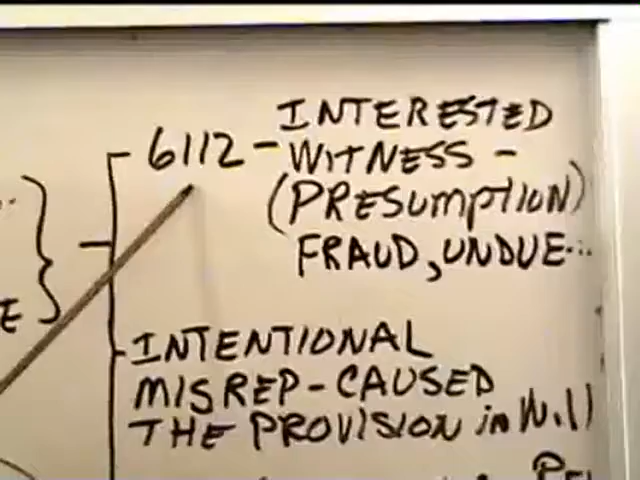 INTERESTED
6112 - WITNESS -
(PRESUMPTION)
FRAUD, UNDUE...
E
INTENTIONAL
MISREP - CAUSED
THE PROVISION in Will